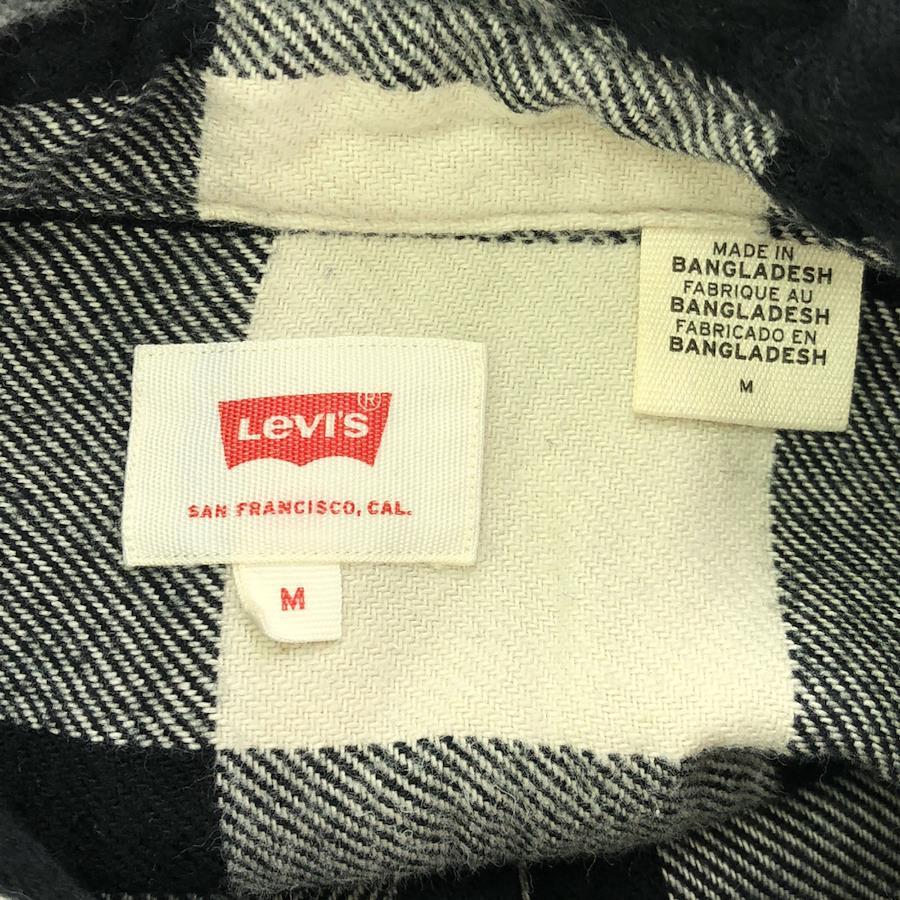 MADE IN
BANGLADESH
FABRIQUE AU
BANGLADESH
FABRICADO EN
BANGLADESH
M
LEVI'S ®
SAN FRANCISCO, CAL.
M